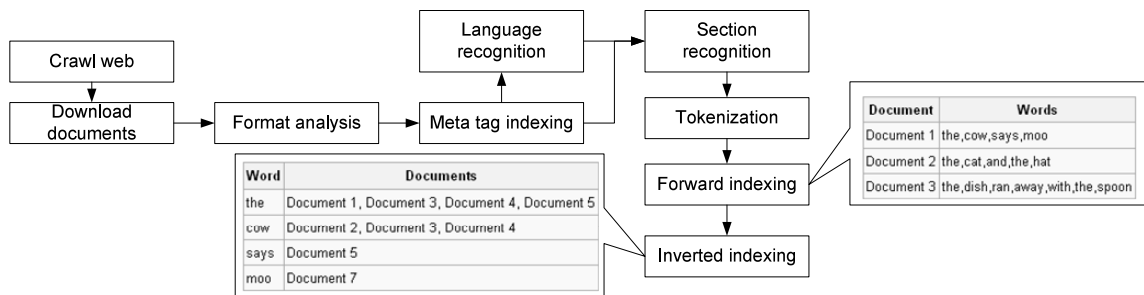 Crawl web
Download
documents
Format analysis
Meta tag indexing
Language
recognition
Section
recognition
Tokenization
Forward indexing
Inverted indexing
Document Words
Document 1 the,cow,says,moo
Document 2 the,cat,and,the,hat
Document 3 the,dish,ran,away,with,the,spoon
Word Documents
the Document 1, Document 3, Document 4, Document 5
cow Document 2, Document 3, Document 4
says Document 5
moo Document 7